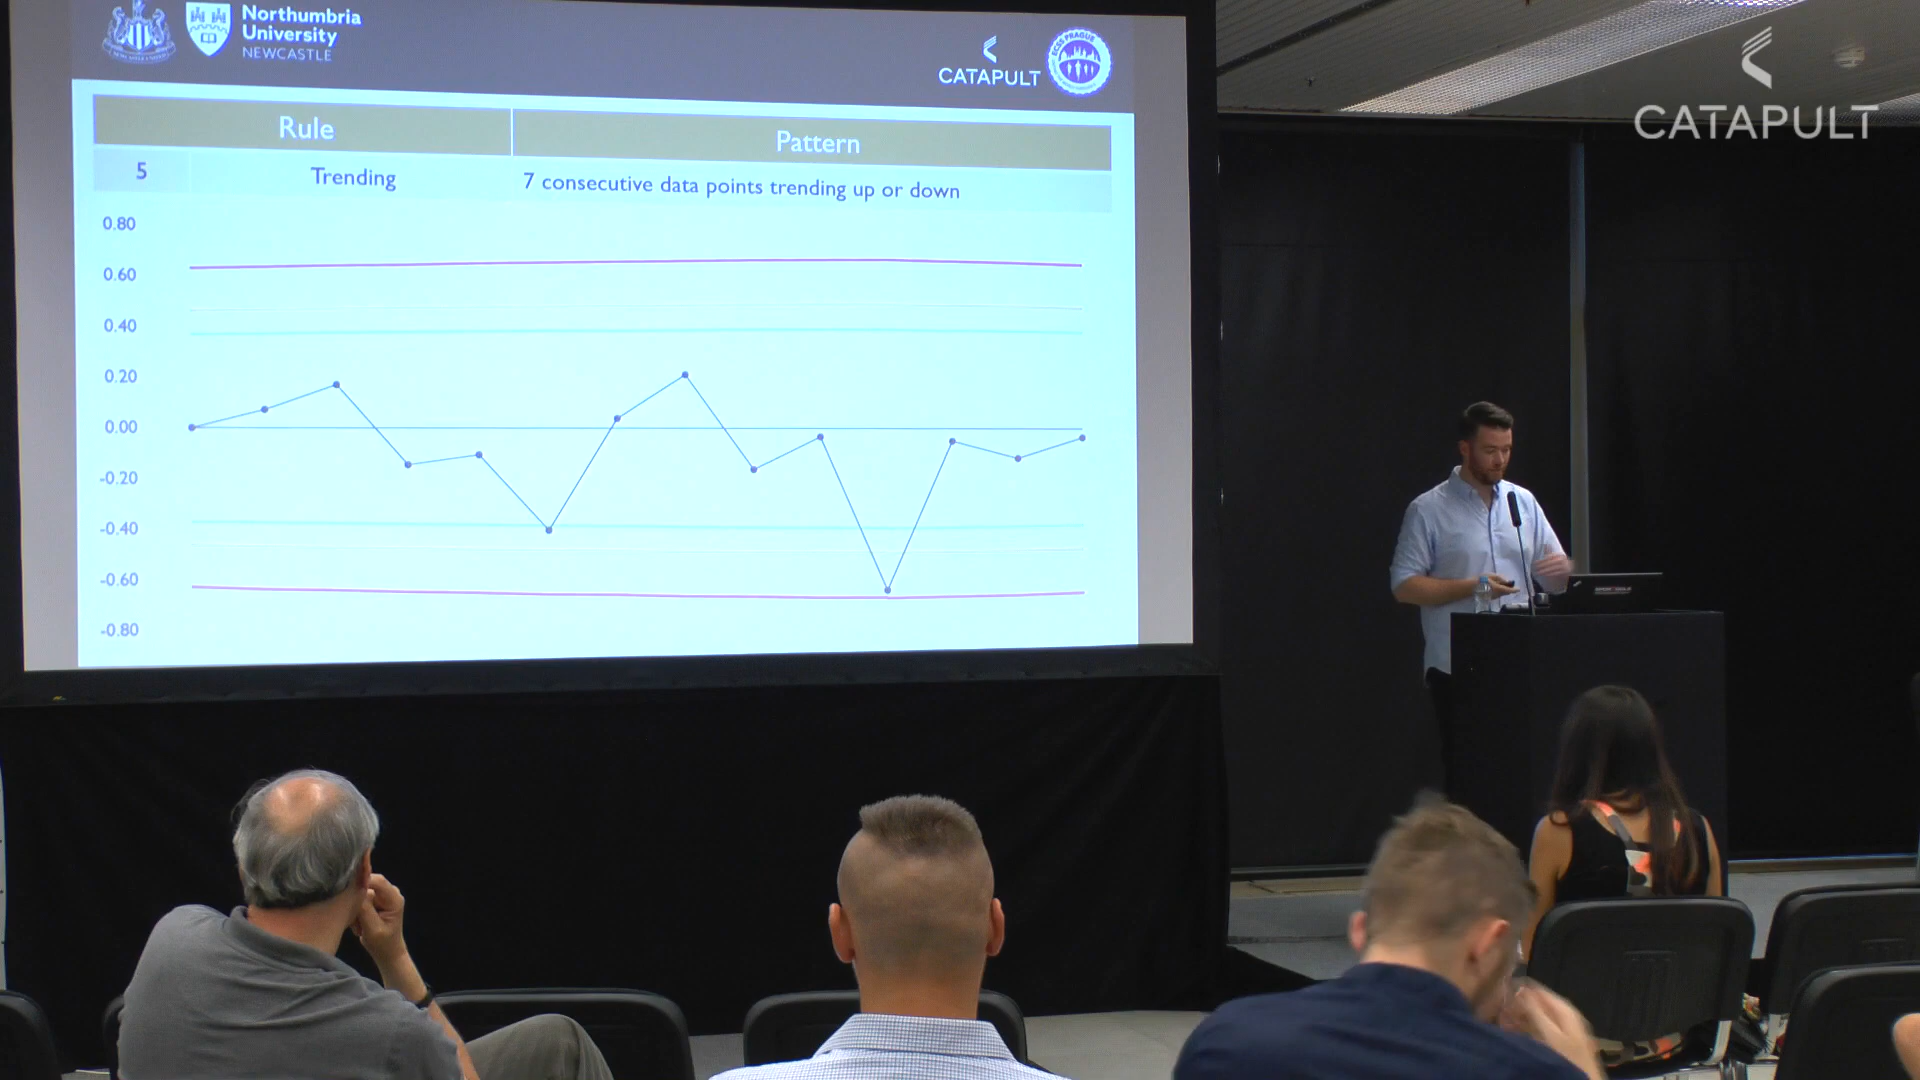 Northumbria
University
NEWCASTLE
CATAPULT
CATAPULT
Rule
Pattern
5
Trending
7 consecutive data points trending up or down
0.80
0.60
0.40
0.20
0.00
-0.20
-0.40
-0.60
-0.80